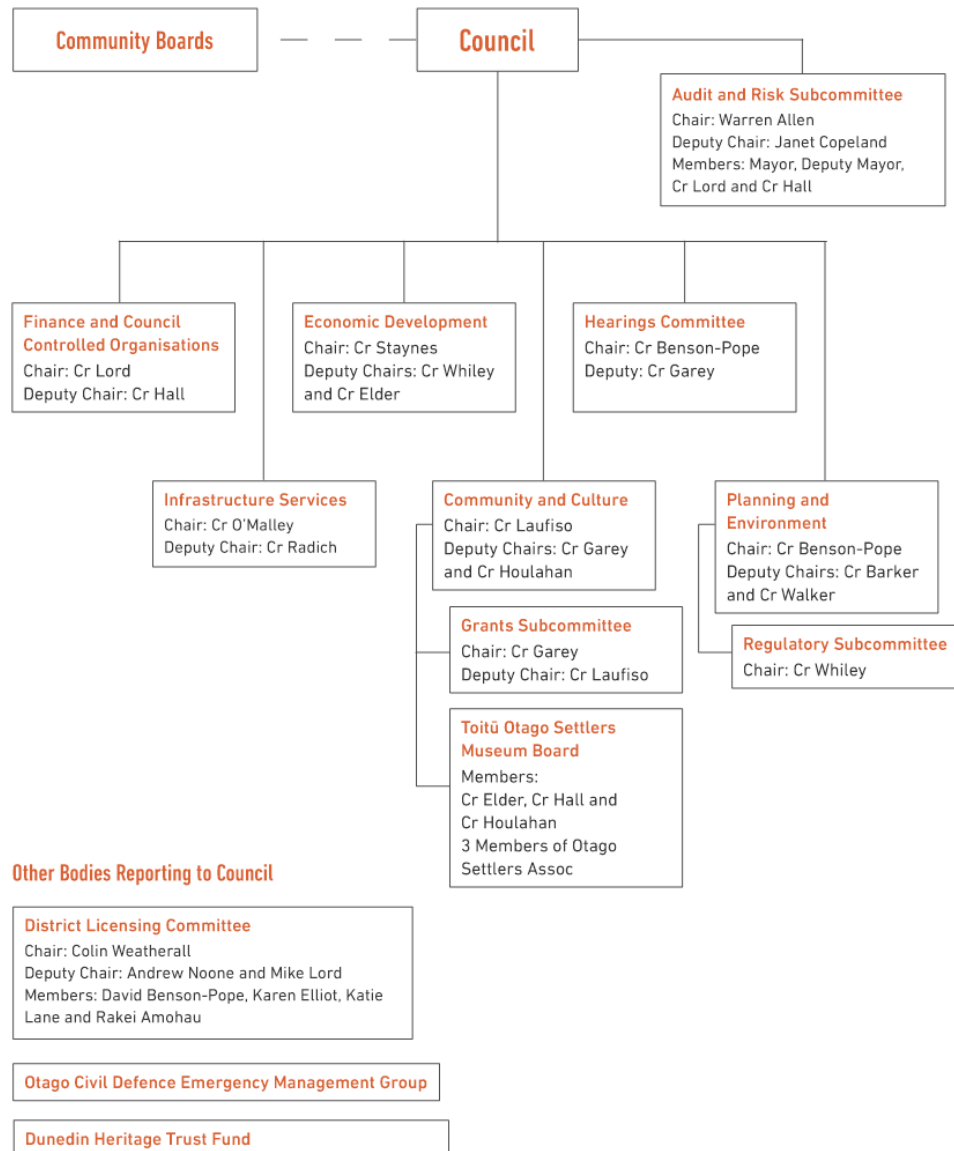 Community Boards
Council
Audit and Risk Subcommittee
Chair: Warren Allen
Deputy Chair: Janet Copeland
Members: Mayor, Deputy Mayor,
Cr Lord and Cr Hall
Finance and Council
Controlled Organisations
Chair: Cr Lord
Deputy Chair: Cr Hall
Economic Development
Chair: Cr Staynes
Deputy Chairs: Cr Whiley
and Cr Elder
Hearings Committee
Chair: Cr Benson-Pope
Deputy: Cr Garey
Infrastructure Services
Chair: Cr O'Malley
Deputy Chair: Cr Radich
Community and Culture
Chair: Cr Laufiso
Deputy Chairs: Cr Garey
and Cr Houlahan
Planning and
Environment
Chair: Cr Benson-Pope
Deputy Chairs: Cr Barker
and Cr Walker
Grants Subcommittee
Chair: Cr Garey
Deputy Chair: Cr Laufiso
Regulatory Subcommittee
Chair: Cr Whiley
Toitū Otago Settlers
Museum Board
Members:
Cr Elder, Cr Hall and
Cr Houlahan
3 Members of Otago
Settlers Assoc
Other Bodies Reporting to Council
District Licensing Committee
Chair: Colin Weatherall
Deputy Chair: Andrew Noone and Mike Lord
Members: David Benson-Pope, Karen Elliot, Katie
Lane and Rakei Amohau
Otago Civil Defence Emergency Management Group
Dunedin Heritage Trust Fund